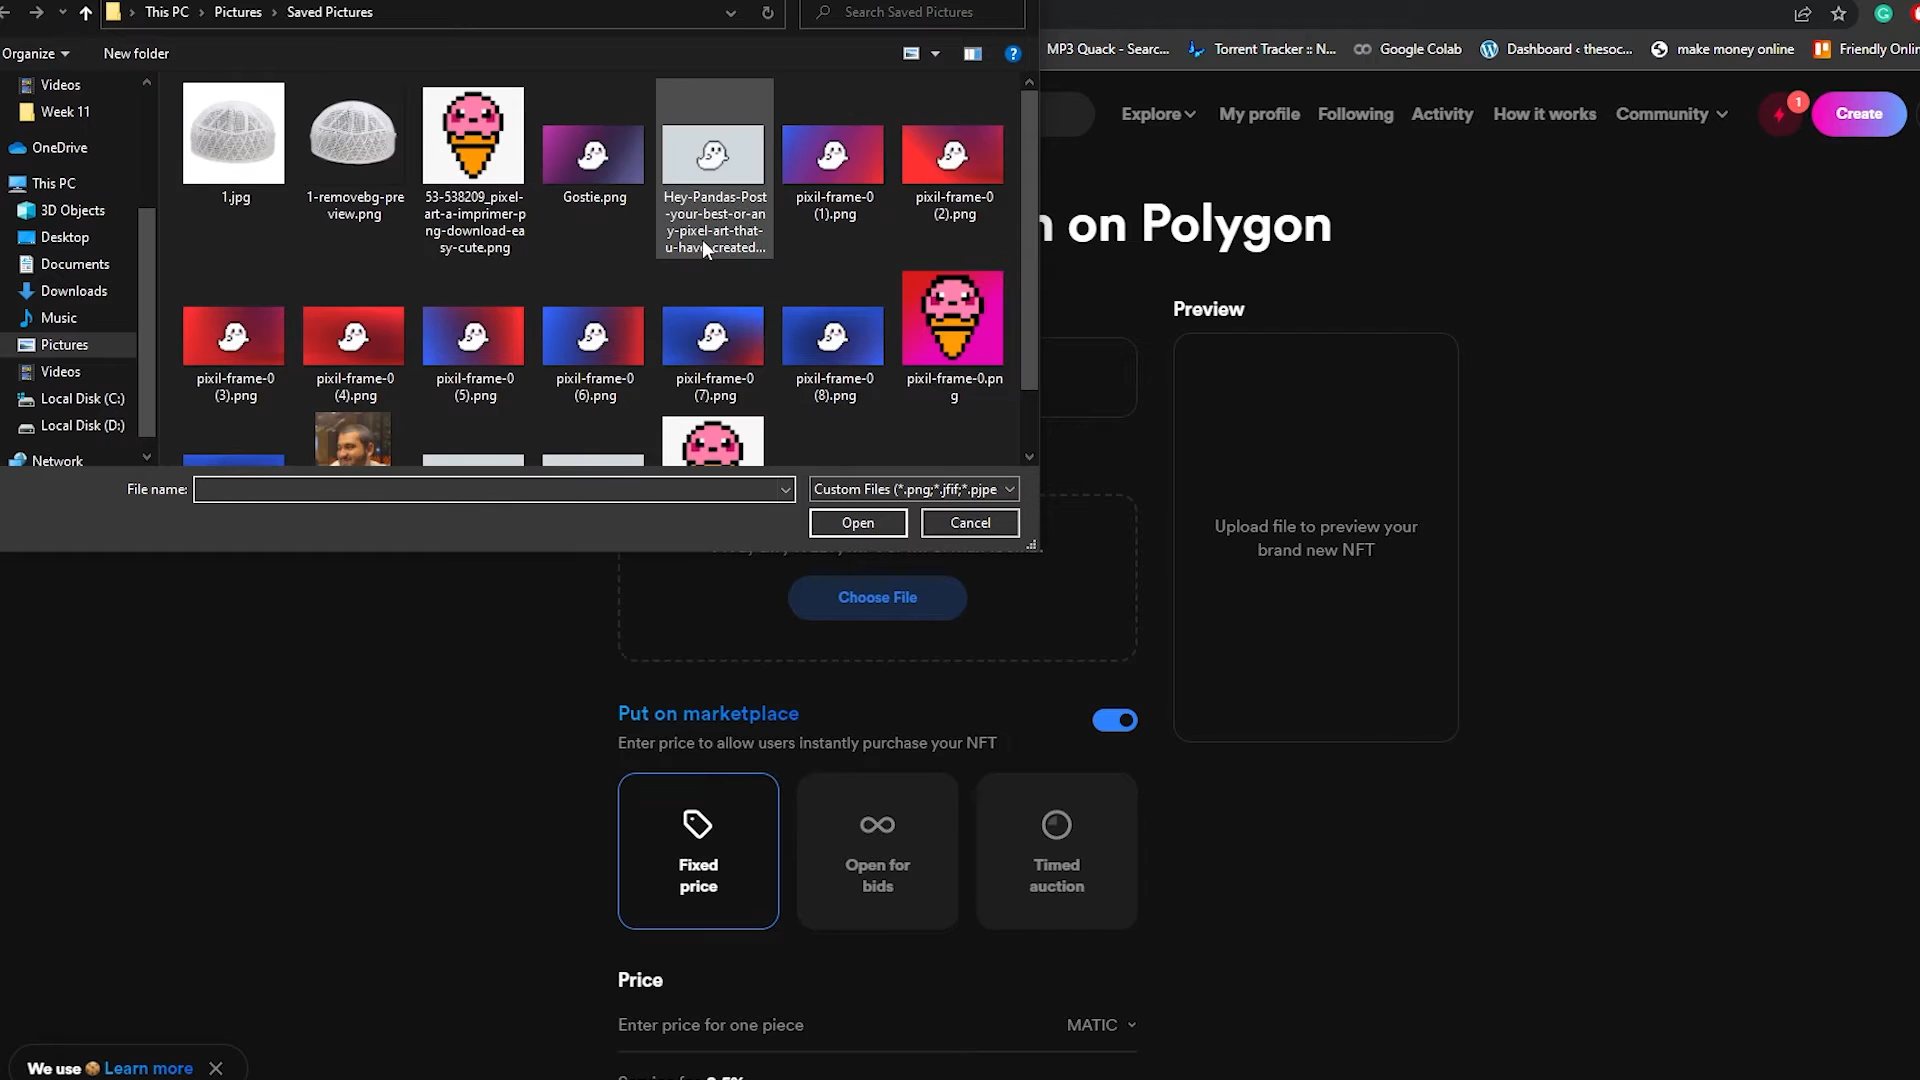 This PC › Pictures › Saved Pictures
Search Saved Pictures
Organize
New folder
MP3 Quack - Searc...
Torrent Tracker :: N...
Google Colab
Dashboard ‹ thesoc...
make money online
Friendly Onlin
Videos
Week 11
OneDrive
This PC
3D Objects
Desktop
Documents
Downloads
Music
Pictures
Videos
Local Disk (C:)
Local Disk (D:)
Network
1.jpg
1-removebg-pre
view.png
53-538209_pixel-
art-a-imprimer-p
ng-download-ea
sy-cute.png
Gostie.png
Hey-Pandas-Post
-your-best-or-an
y-pixel-art-that-
u-have-created...
pixil-frame-0
(1).png
pixil-frame-0
(2).png
pixil-frame-0
(3).png
pixil-frame-0
(4).png
pixil-frame-0
(5).png
pixil-frame-0
(6).png
pixil-frame-0
(7).png
pixil-frame-0
(8).png
pixil-frame-0.pn
g
File name:
Custom Files (*.png;*.jfif;*.pjpe
Open
Cancel
Explore
My profile
Following
Activity
How it works
Community
1
Create
on Polygon
Preview
Upload file to preview your
brand new NFT
Choose File
Put on marketplace
Enter price to allow users instantly purchase your NFT
Fixed
price
Open for
bids
Timed
auction
Price
Enter price for one piece
MATIC
We use
Learn more